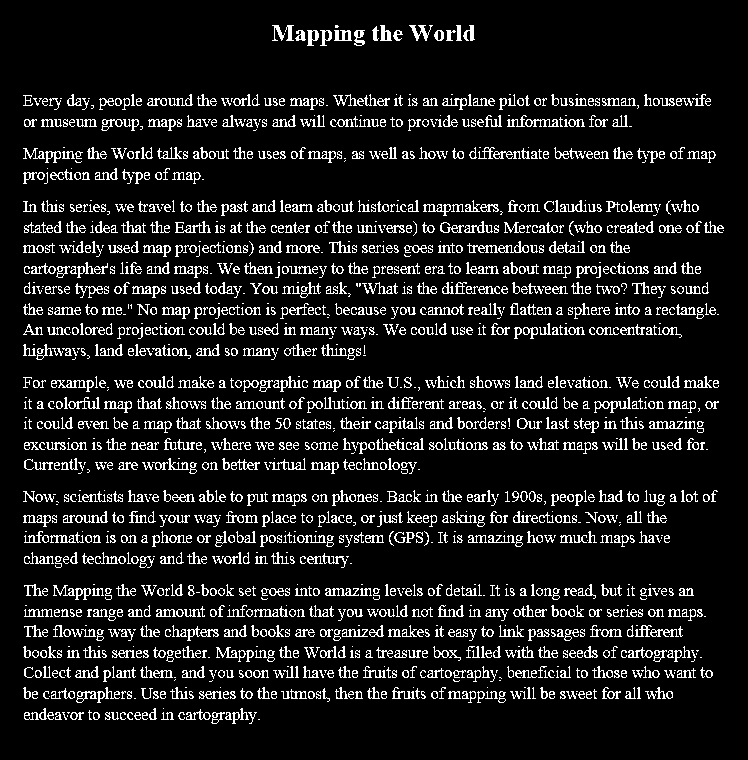 Mapping the World
Every day, people around the world use maps. Whether it is an airplane pilot or businessman, housewife
or museum group, maps have always and will continue to provide useful information for all.
Mapping the World talks about the uses of maps, as well as how to differentiate between the type of map
projection and type of map.
In this series, we travel to the past and learn about historical mapmakers, from Claudius Ptolemy (who
stated the idea that the Earth is at the center of the universe) to Gerardus Mercator (who created one of the
most widely used map projections) and more. This series goes into tremendous detail on the
cartographer's life and maps. We then journey to the present era to learn about map projections and the
diverse types of maps used today. You might ask, "What is the difference between the two? They sound
the same to me." No map projection is perfect, because you cannot really flatten a sphere into a rectangle.
An uncolored projection could be used in many ways. We could use it for population concentration,
highways, land elevation, and so many other things!
For example, we could make a topographic map of the U.S., which shows land elevation. We could make
it a colorful map that shows the amount of pollution in different areas, or it could be a population map, or
it could even be a map that shows the 50 states, their capitals and borders! Our last step in this amazing
excursion is the near future, where we see some hypothetical solutions as to what maps will be used for.
Currently, we are working on better virtual map technology.
Now, scientists have been able to put maps on phones. Back in the early 1900s, people had to lug a lot of
maps around to find your way from place to place, or just keep asking for directions. Now, all the
information is on a phone or global positioning system (GPS). It is amazing how much maps have
changed technology and the world in this century.
The Mapping the World 8-book set goes into amazing levels of detail. It is a long read, but it gives an
immense range and amount of information that you would not find in any other book or series on maps.
The flowing way the chapters and books are organized makes it easy to link passages from different
books in this series together. Mapping the World is a treasure box, filled with the seeds of cartography.
Collect and plant them, and you soon will have the fruits of cartography, beneficial to those who want to
be cartographers. Use this series to the utmost, then the fruits of mapping will be sweet for all who
endeavor to succeed in cartography.